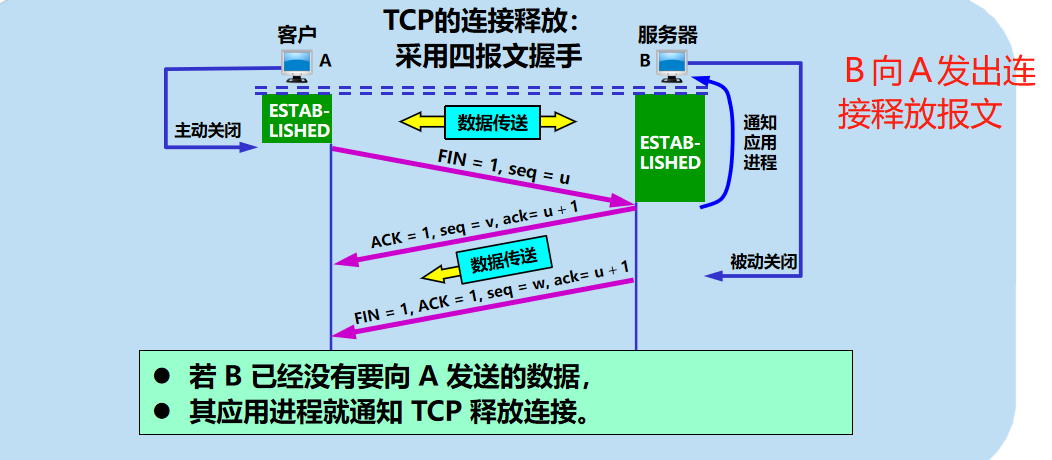 TCP的连接释放：
采用四报文握手
客户
A
服务器
B
B 向 A 发出连
接释放报文
ESTAB-
LISHED
数据传送
ESTAB-
LISHED
主动关闭
通知
应用
进程
FIN = 1, seq = u
ACK = 1, seq = v, ack= u + 1
数据传送
被动关闭
FIN = 1, ACK = 1, seq = w, ack= u + 1
● 若 B 已经没有要向 A 发送的数据，
● 其应用进程就通知 TCP 释放连接。